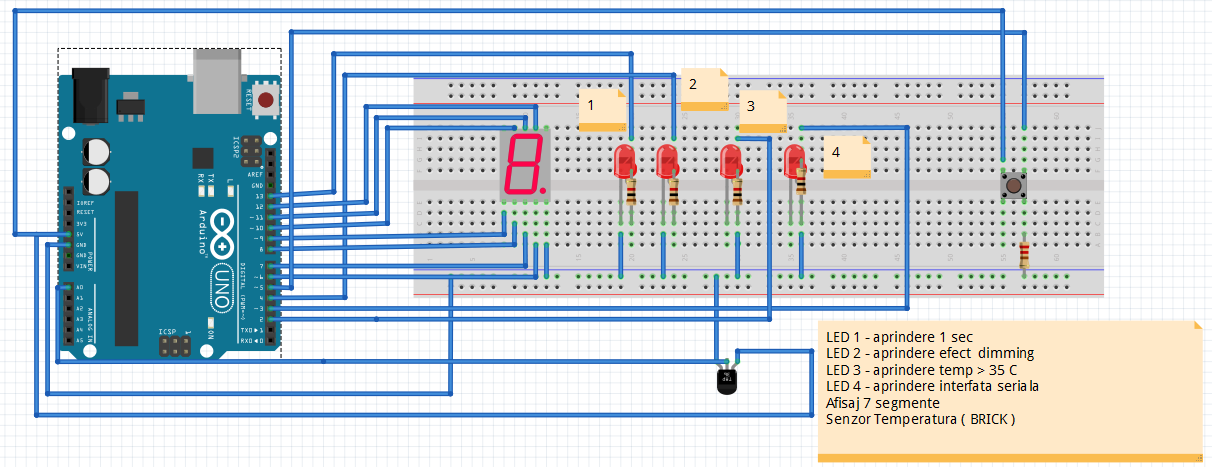 1
2
3
4
RESET
ICSP2
AREF
GND
13
12
~11
~10
~9
8
7
~6
~5
4
~3
2
TXD▸1
RXD◂0
DIGITAL (PWM=~)
RX
TX
L
Arduino
UNO
IOREF
RESET
3V3
5V
GND
GND
VIN
POWER
A0
A1
A2
A3
A4
A5
ANALOG IN
ICSP
1
ON
LED 1 - aprindere 1 sec
LED 2 - aprindere efect dimming
LED 3 - aprindere temp > 35 C
LED 4 - aprindere interfata seriala
Afisaj 7 segmente
Senzor Temperatura ( BRICK )